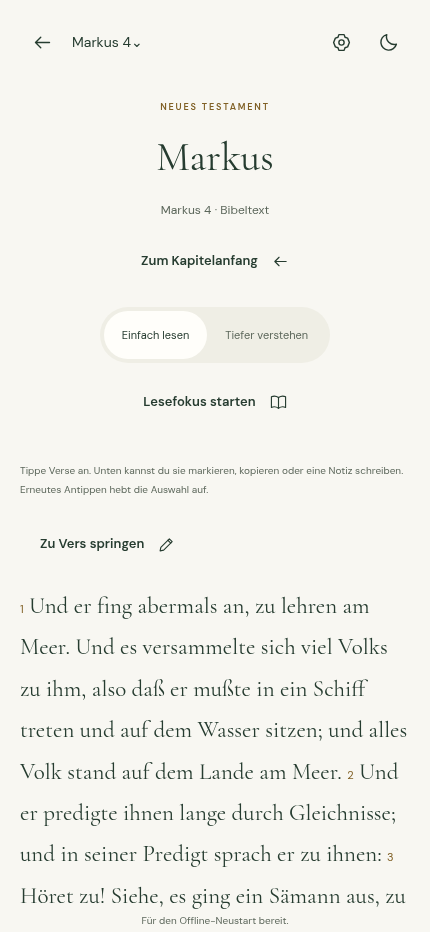 Markus 4
NEUES TESTAMENT
Markus
Markus 4 · Bibeltext
Zum Kapitelanfang
Einfach lesen
Tiefer verstehen
Lesefokus starten
Tippe Verse an. Unten kannst du sie markieren, kopieren oder eine Notiz schreiben.
Erneutes Antippen hebt die Auswahl auf.
Zu Vers springen
1 Und er fing abermals an, zu lehren am
Meer. Und es versammelte sich viel Volks
zu ihm, also daß er mußte in ein Schiff
treten und auf dem Wasser sitzen; und alles
Volk stand auf dem Lande am Meer. 2 Und
er predigte ihnen lange durch Gleichnisse;
und in seiner Predigt sprach er zu ihnen: 3
Höret zu! Siehe, es ging ein Sämann aus, zu
Für den Offline-Neustart bereit.